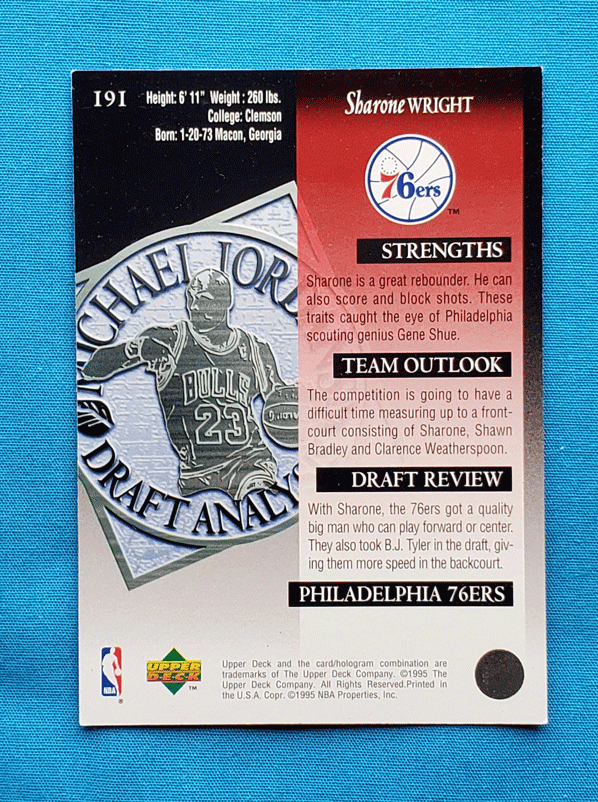 191
Height: 6' 11" Weight : 260 lbs.
College: Clemson
Born: 1-20-73 Macon, Georgia
Sharone WRIGHT
76ers
TM
STRENGTHS
Sharone is a great rebounder. He can
also score and block shots. These
traits caught the eye of Philadelphia
scouting genius Gene Shue.
TEAM OUTLOOK
The competition is going to have a
difficult time measuring up to a front-
court consisting of Sharone, Shawn
Bradley and Clarence Weatherspoon.
DRAFT REVIEW
With Sharone, the 76ers got a quality
big man who can play forward or center.
They also took B.J. Tyler in the draft, giv-
ing them more speed in the backcourt.
PHILADELPHIA 76ERS
MICHAEL JORD
BULLS
23
DRAFT ANALYS
NBA
®
UPPER
DECK
TM
Upper Deck and the card/hologram combination are
trademarks of The Upper Deck Company. ©1995 The
Upper Deck Company. All Rights Reserved.Printed in
the U.S.A. Copr. ©1995 NBA Properties, Inc.